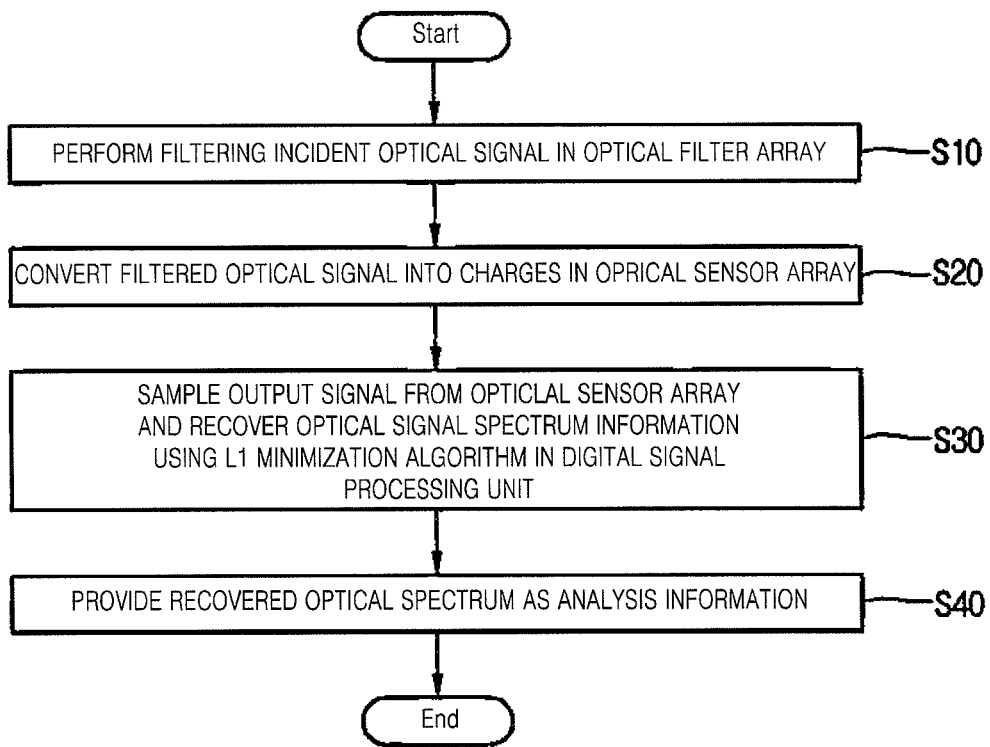 Start
PERFORM FILTERING INCIDENT OPTICAL SIGNAL IN OPTICAL FILTER ARRAY
S10
CONVERT FILTERED OPTICAL SIGNAL INTO CHARGES IN OPRICAL SENSOR ARRAY
S20
SAMPLE OUTPUT SIGNAL FROM OPTICLAL SENSOR ARRAY
AND RECOVER OPTICAL SIGNAL SPECTRUM INFORMATION
USING L1 MINIMIZATION ALGORITHM IN DIGITAL SIGNAL
PROCESSING UNIT
S30
PROVIDE RECOVERED OPTICAL SPECTRUM AS ANALYSIS INFORMATION
S40
End